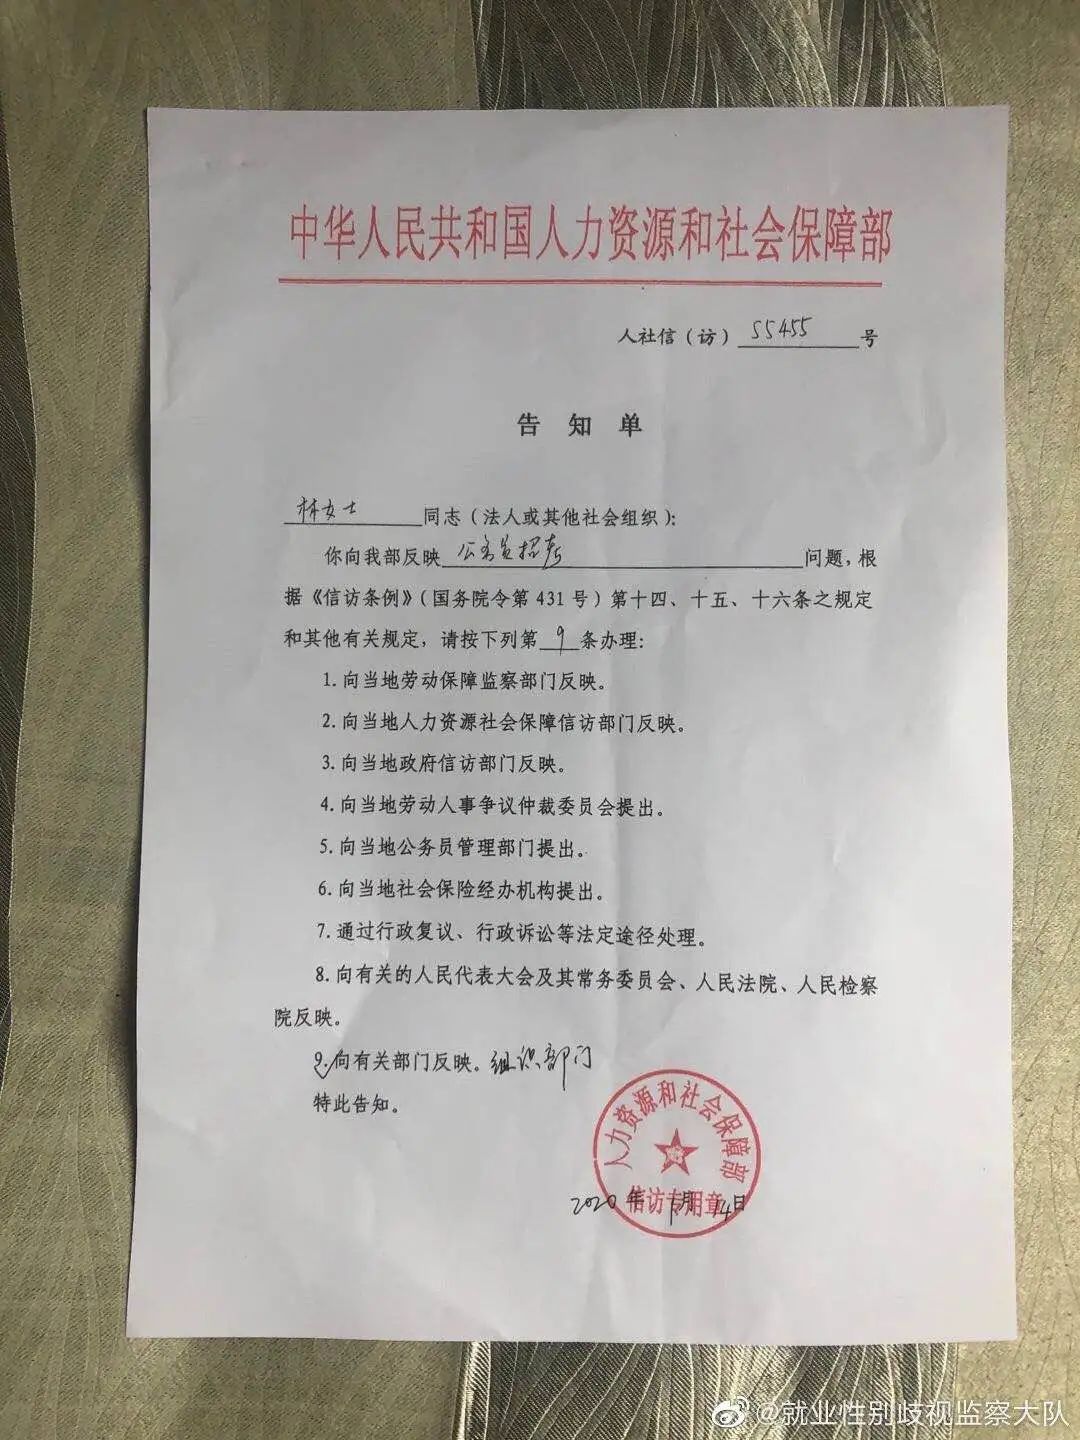 中华人民共和国人力资源和社会保障部
人社信（访）55455号
告 知 单
林女士同志（法人或其他社会组织）：
你向我部反映公务员招考问题，根
据《信访条例》（国务院令第 431 号）第十四、十五、十六条之规定
和其他有关规定，请按下列第9条办理：
1. 向当地劳动保障监察部门反映。
2. 向当地人力资源社会保障信访部门反映。
3. 向当地政府信访部门反映。
4. 向当地劳动人事争议仲裁委员会提出。
5. 向当地公务员管理部门提出。
6. 向当地社会保险经办机构提出。
7. 通过行政复议、行政诉讼等法定途径处理。
8. 向有关的人民代表大会及其常务委员会、人民法院、人民检察
院反映。
9. 向有关部门反映。组织部门
特此告知。
人力资源和社会保障部
信访专用章
2020年1月14日
@就业性别歧视监察大队